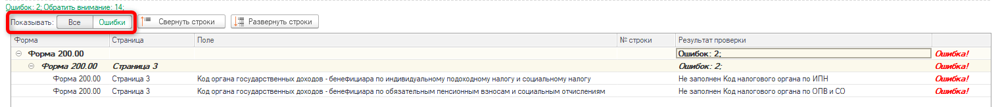 Ошибок: 2; Обратить внимание: 14;
Показывать: Все Ошибки Свернуть строки Развернуть строки
Форма Страница Поле № строки Результат проверки
Форма 200.00 Ошибок: 2; Ошибка!
Форма 200.00 Страница 3 Ошибок: 2; Ошибка!
Форма 200.00 Страница 3 Код органа государственных доходов - бенефициара по индивидуальному подоходному налогу и социальному налогу Не заполнен Код налогового органа по ИПН Ошибка!
Форма 200.00 Страница 3 Код органа государственных доходов - бенефициара по обязательным пенсионным взносам и социальным отчислениям Не заполнен Код налогового органа по ОПВ и СО Ошибка!